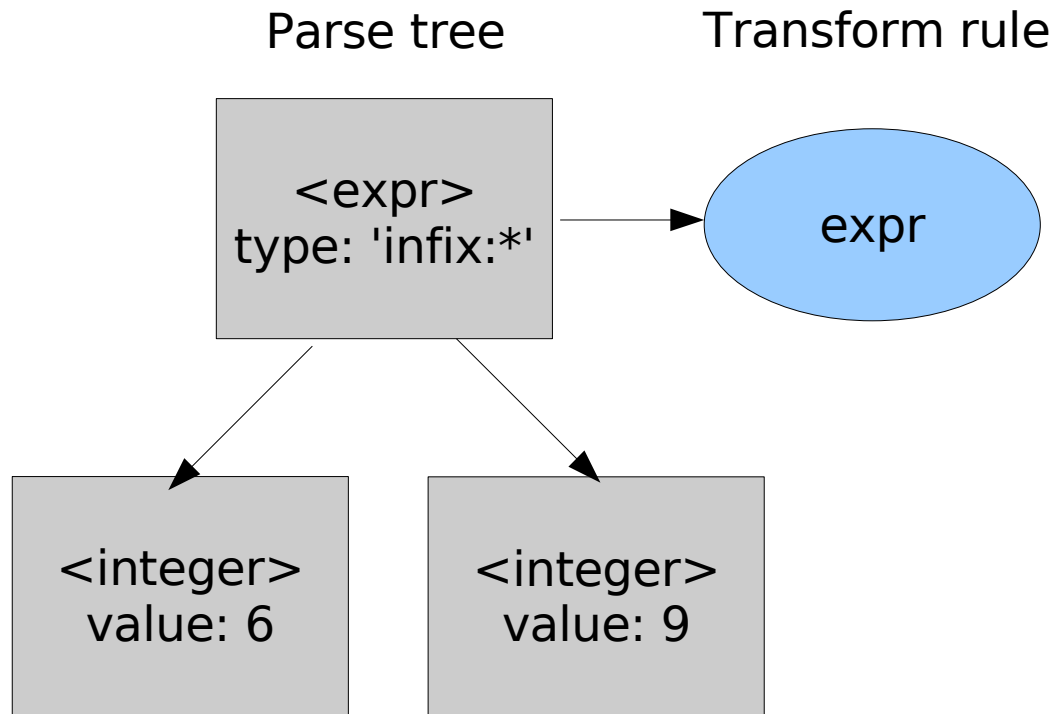 Parse tree
Transform rule
<expr>
type: 'infix:*'
expr
<integer>
value: 6
<integer>
value: 9